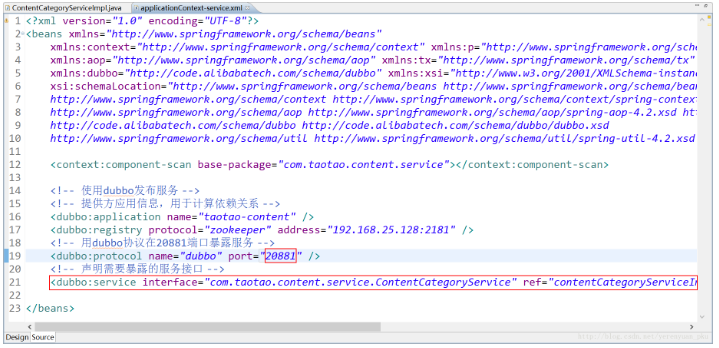 ContentCategoryServiceImpl.java applicationContext-service.xml
1 <?xml version="1.0" encoding="UTF-8"?>
2 <beans xmlns="http://www.springframework.org/schema/beans"
3 xmlns:context="http://www.springframework.org/schema/context" xmlns:p="http://www.springframework.org/sche
4 xmlns:aop="http://www.springframework.org/schema/aop" xmlns:tx="http://www.springframework.org/schema/tx"
5 xmlns:dubbo="http://code.alibabatech.com/schema/dubbo" xmlns:xsi="http://www.w3.org/2001/XMLSchema-instanc
6 xsi:schemaLocation="http://www.springframework.org/schema/beans http://www.springframework.org/schema/bean
7 http://www.springframework.org/schema/context http://www.springframework.org/schema/context/spring-context
8 http://www.springframework.org/schema/aop http://www.springframework.org/schema/aop/spring-aop-4.2.xsd htt
9 http://code.alibabatech.com/schema/dubbo http://code.alibabatech.com/schema/dubbo/dubbo.xsd
10 http://www.springframework.org/schema/util http://www.springframework.org/schema/util/spring-util-4.2.xsd
11
12 <context:component-scan base-package="com.taotao.content.service"></context:component-scan>
13
14 <!-- 使用dubbo发布服务 -->
15 <!-- 提供方应用信息，用于计算依赖关系 -->
16 <dubbo:application name="taotao-content" />
17 <dubbo:registry protocol="zookeeper" address="192.168.25.128:2181" />
18 <!-- 用dubbo协议在20881端口暴露服务 -->
19 <dubbo:protocol name="dubbo" port="20881" />
20 <!-- 声明需要暴露的服务接口 -->
21 <dubbo:service interface="com.taotao.content.service.ContentCategoryService" ref="contentCategoryServiceIm
22
23 </beans>
Design Source